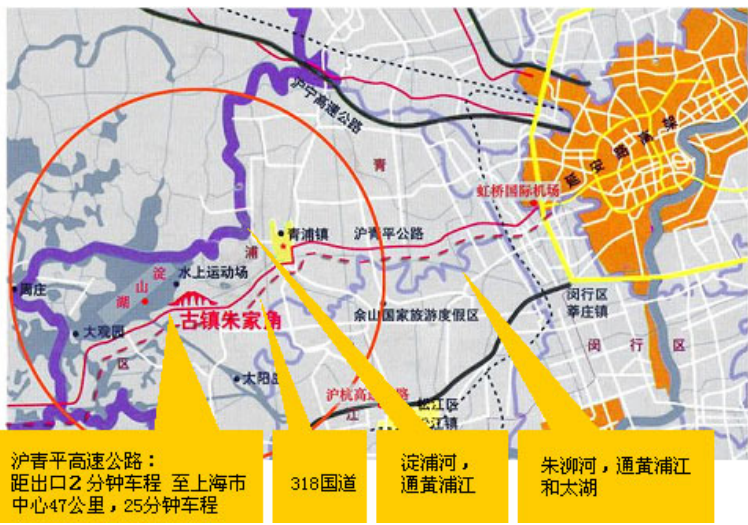 沪宁高速公路
延安路高架
青
虹桥国际机场
青浦镇
沪青平公路
浦
淀
山
湖
水上运动场
周庄
古镇朱家角
大观园
余山国家旅游度假区
闵行区
莘庄镇
闵行区
区
太阳岛
沪杭高速公路
松江区
松江镇
江
沪青平高速公路：
距出口2分钟车程 至上海市
中心47公里，25分钟车程
318国道
淀浦河，
通黄浦江
朱泖河，通黄浦江
和太湖